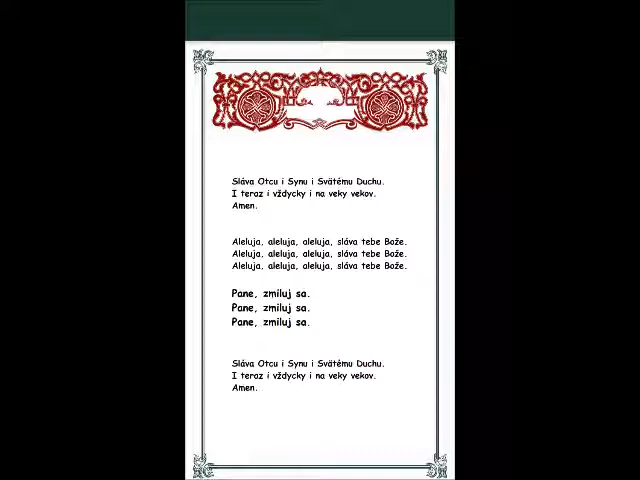 Sláva Otcu i Synu i Svätému Duchu.
I teraz i vždycky i na veky vekov.
Amen.
Aleluja, aleluja, aleluja, sláva tebe Bože.
Aleluja, aleluja, aleluja, sláva tebe Bože.
Aleluja, aleluja, aleluja, sláva tebe Bože.
Pane, zmiluj sa.
Pane, zmiluj sa.
Pane, zmiluj sa.
Sláva Otcu i Synu i Svätému Duchu.
I teraz i vždycky i na veky vekov.
Amen.